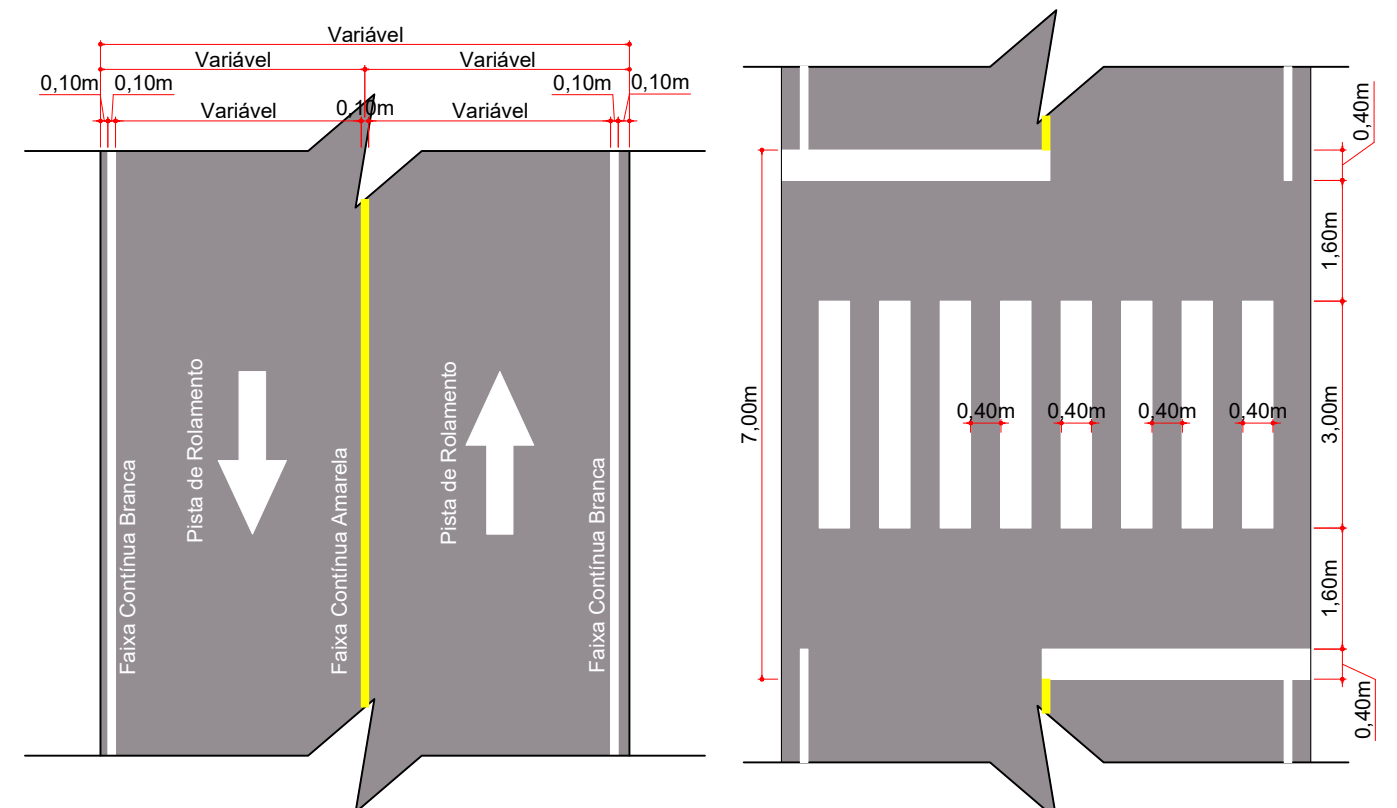 Variável
Variável
Variável
0,10m
0,10m
0,10m
0,10m
Variável
0,10m
Variável
Faixa Contínua Branca
Pista de Rolamento
Faixa Contínua Amarela
Pista de Rolamento
Faixa Contínua Branca
7,00m
0,40m
0,40m
0,40m
0,40m
0,40m
1,60m
3,00m
1,60m
0,40m